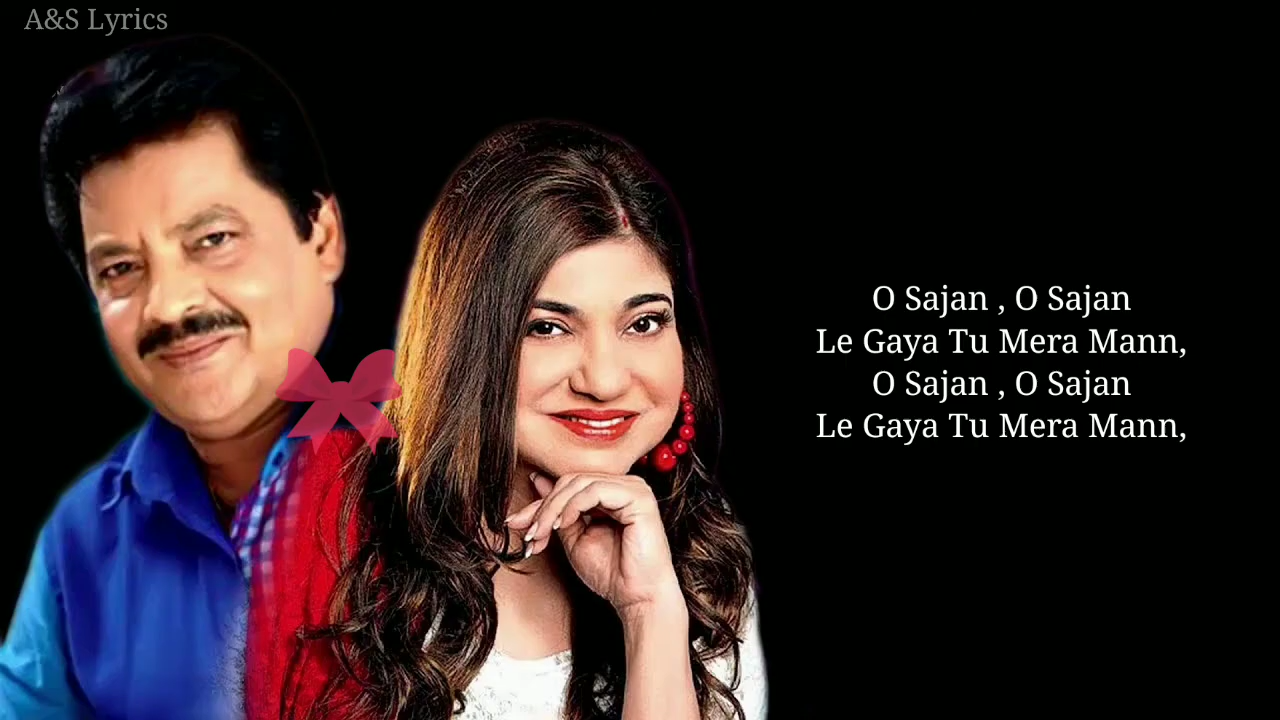 A&S Lyrics
O Sajan , O Sajan
Le Gaya Tu Mera Mann,
O Sajan , O Sajan
Le Gaya Tu Mera Mann,